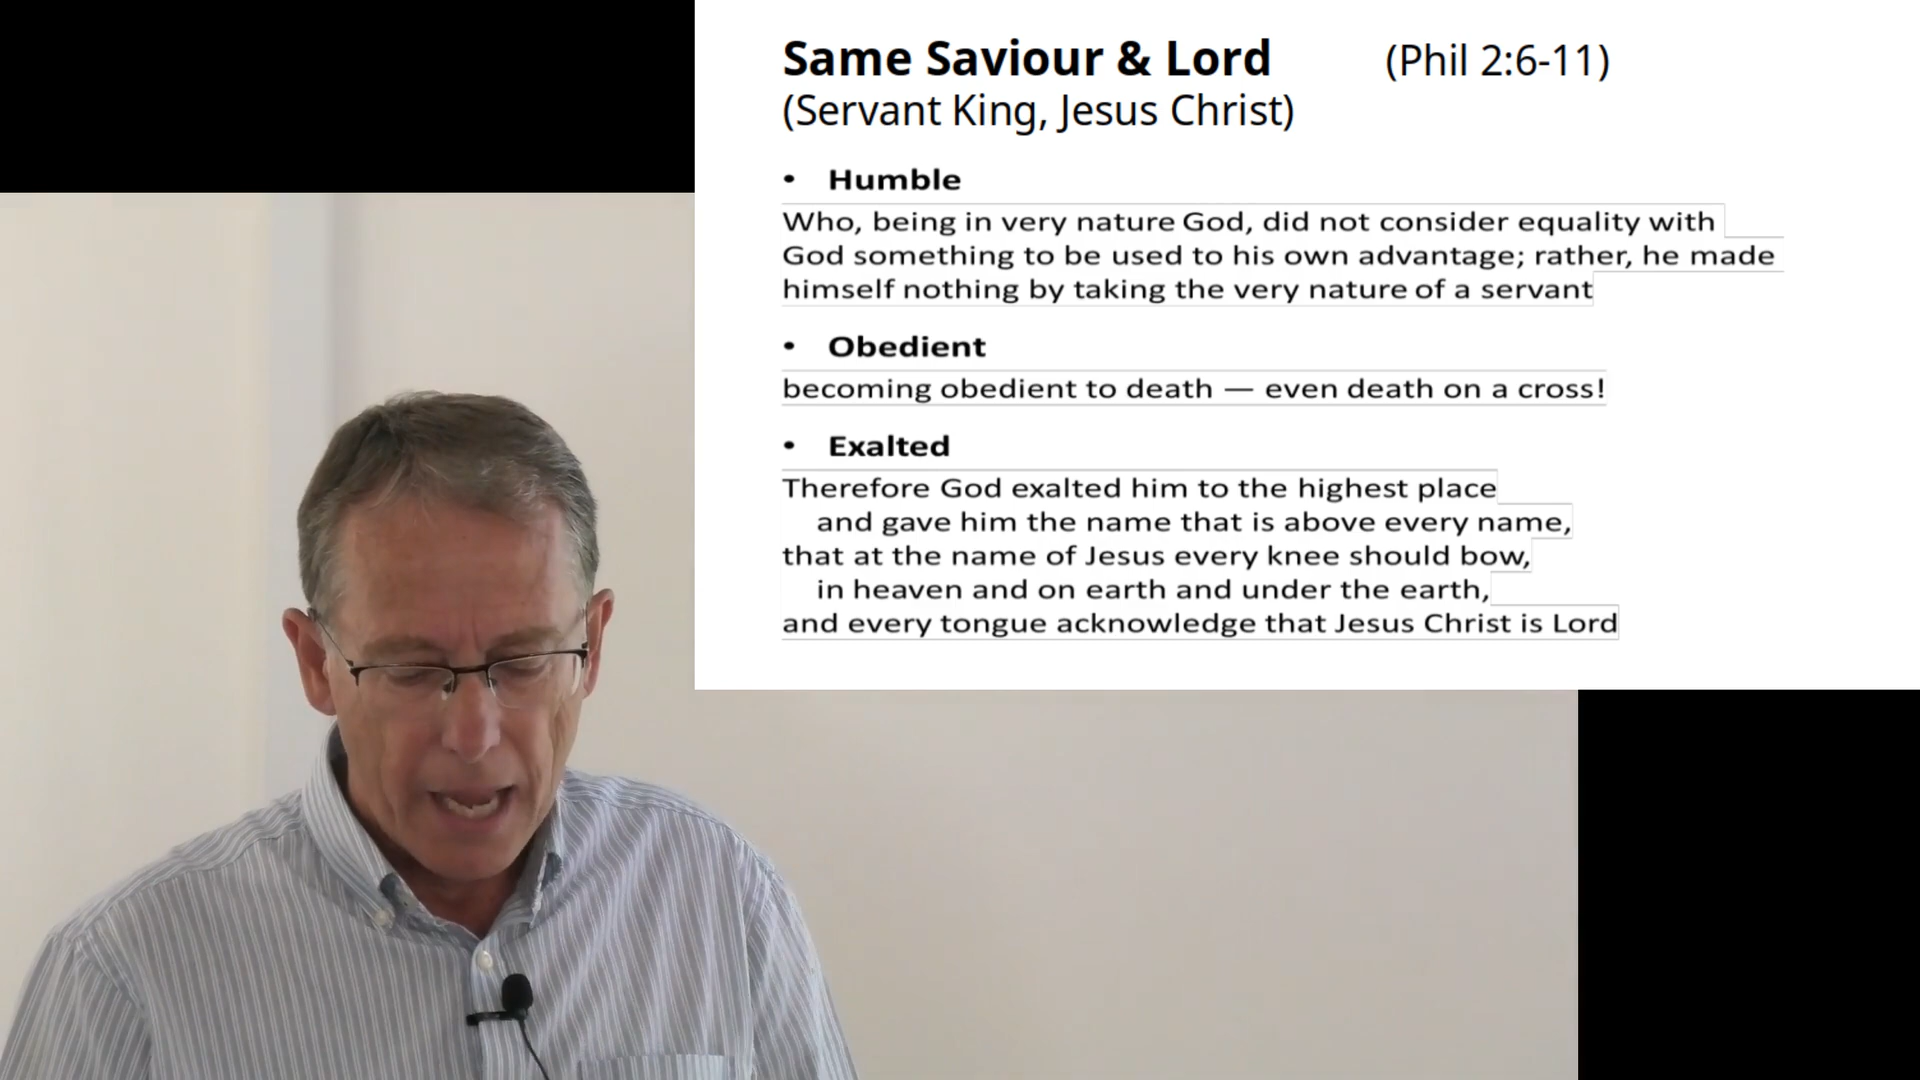 Same Saviour & Lord (Phil 2:6-11)
(Servant King, Jesus Christ)
• Humble
Who, being in very nature God, did not consider equality with
God something to be used to his own advantage; rather, he made
himself nothing by taking the very nature of a servant
• Obedient
becoming obedient to death — even death on a cross!
• Exalted
Therefore God exalted him to the highest place
and gave him the name that is above every name,
that at the name of Jesus every knee should bow,
in heaven and on earth and under the earth,
and every tongue acknowledge that Jesus Christ is Lord